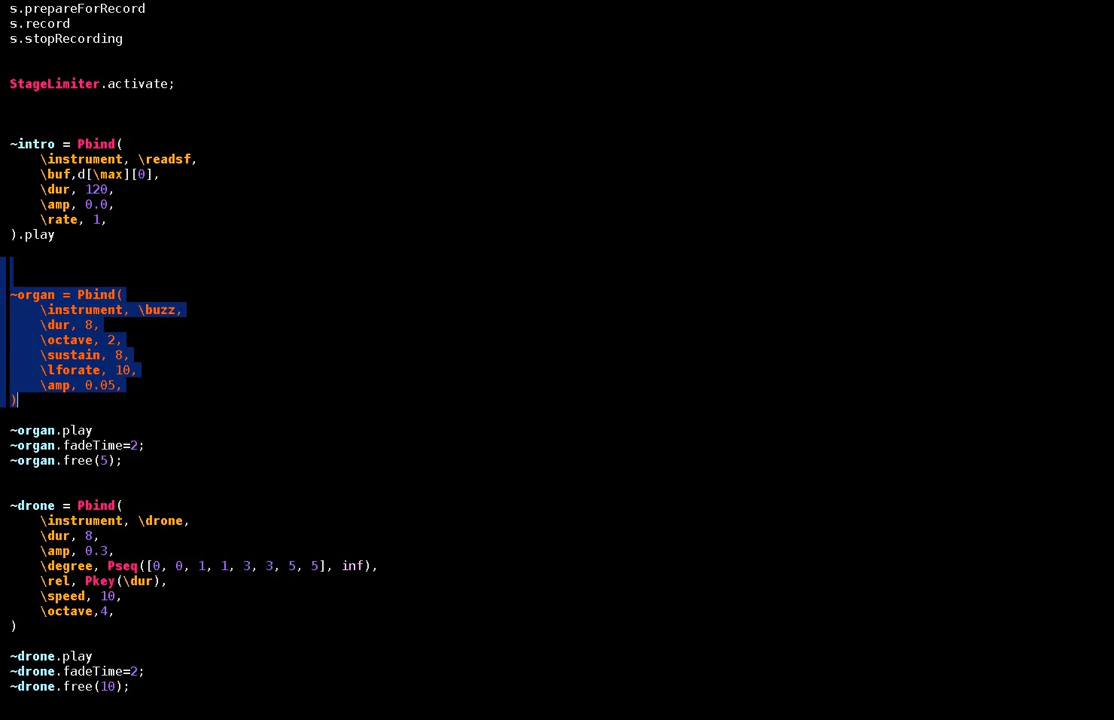 s.prepareForRecord
s.record
s.stopRecording
StageLimiter.activate;
~intro = Pbind(
    \instrument, \readsf,
    \buf,d[\max][0],
    \dur, 120,
    \amp, 0.0,
    \rate, 1,
).play
~organ = Pbind(
    \instrument, \buzz,
    \dur, 8,
    \octave, 2,
    \sustain, 8,
    \lforate, 10,
    \amp, 0.05,
)
~organ.play
~organ.fadeTime=2;
~organ.free(5);
~drone = Pbind(
    \instrument, \drone,
    \dur, 8,
    \amp, 0.3,
    \degree, Pseq([0, 0, 1, 1, 3, 3, 5, 5], inf),
    \rel, Pkey(\dur),
    \speed, 10,
    \octave,4,
)
~drone.play
~drone.fadeTime=2;
~drone.free(10);